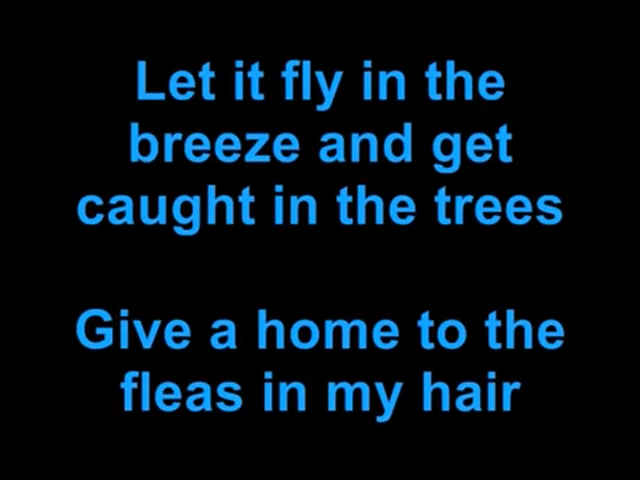 Let it fly in the
breeze and get
caught in the trees
Give a home to the
fleas in my hair